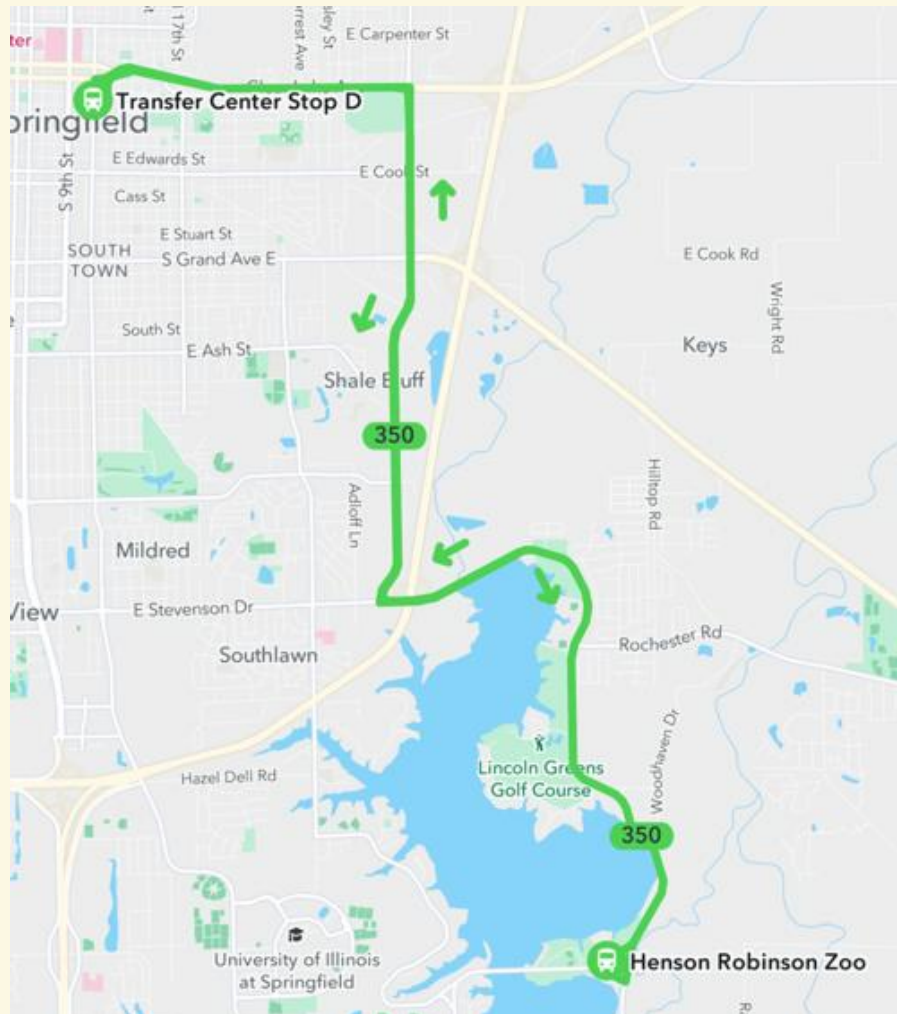 E Carpenter St
17th St
Transfer Center Stop D
E Edwards St
E Cook St
S 9th St
Cass St
E Stuart St
SOUTH
TOWN
S Grand Ave E
E Cook Rd
Wright Rd
South St
E Ash St
Keys
Shale Bluff
350
Hilltop Rd
Adloff Ln
Mildred
E Stevenson Dr
View
Southlawn
Rochester Rd
Woodhaven Dr
Hazel Dell Rd
Lincoln Greens
Golf Course
350
University of Illinois
at Springfield
Henson Robinson Zoo